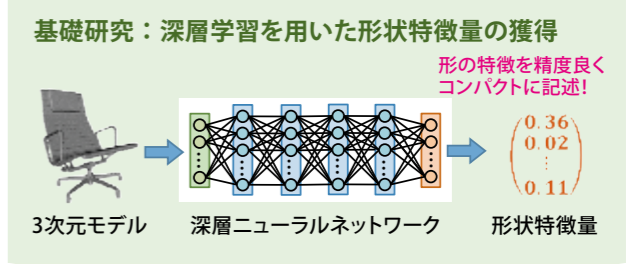 基礎研究：深層学習を用いた形状特徴量の獲得
形の特徴を精度良く
コンパクトに記述！
0.36
0.02
⋮
0.11
3次元モデル
深層ニューラルネットワーク
形状特徴量